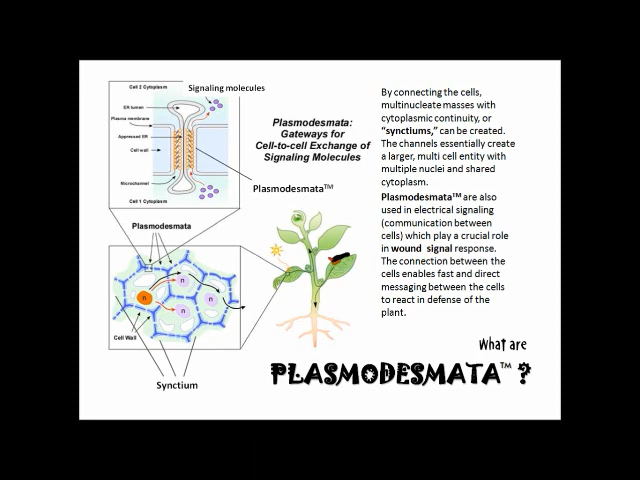 Cell 2 Cytoplasm
Signaling molecules
ER lumen
Plasma membrane
Appressed ER
Cell wall
Microchannel
Cell 1 Cytoplasm
Plasmodesmata:
Gateways for
Cell-to-cell Exchange of
Signaling Molecules
Plasmodesmata™
Plasmodesmata
n
n
n
n
Cell Wall
Synctium
By connecting the cells,
multinucleate masses with
cytoplasmic continuity, or
“synctiums,” can be created.
The channels essentially create
a larger, multi cell entity with
multiple nuclei and shared
cytoplasm.
Plasmodesmata™ are also
used in electrical signaling
(communication between
cells) which play a crucial role
in wound signal response.
The connection between the
cells enables fast and direct
messaging between the cells
to react in defense of the
plant.
What are
PLASMODESMATA™ ?